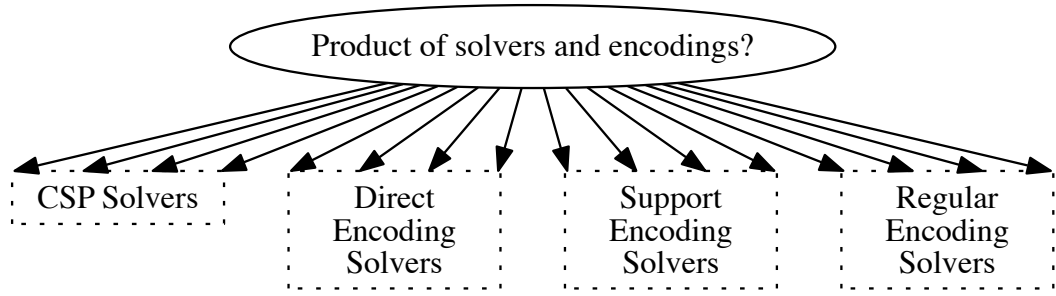 Product of solvers and encodings?
CSP Solvers
Direct
Encoding
Solvers
Support
Encoding
Solvers
Regular
Encoding
Solvers